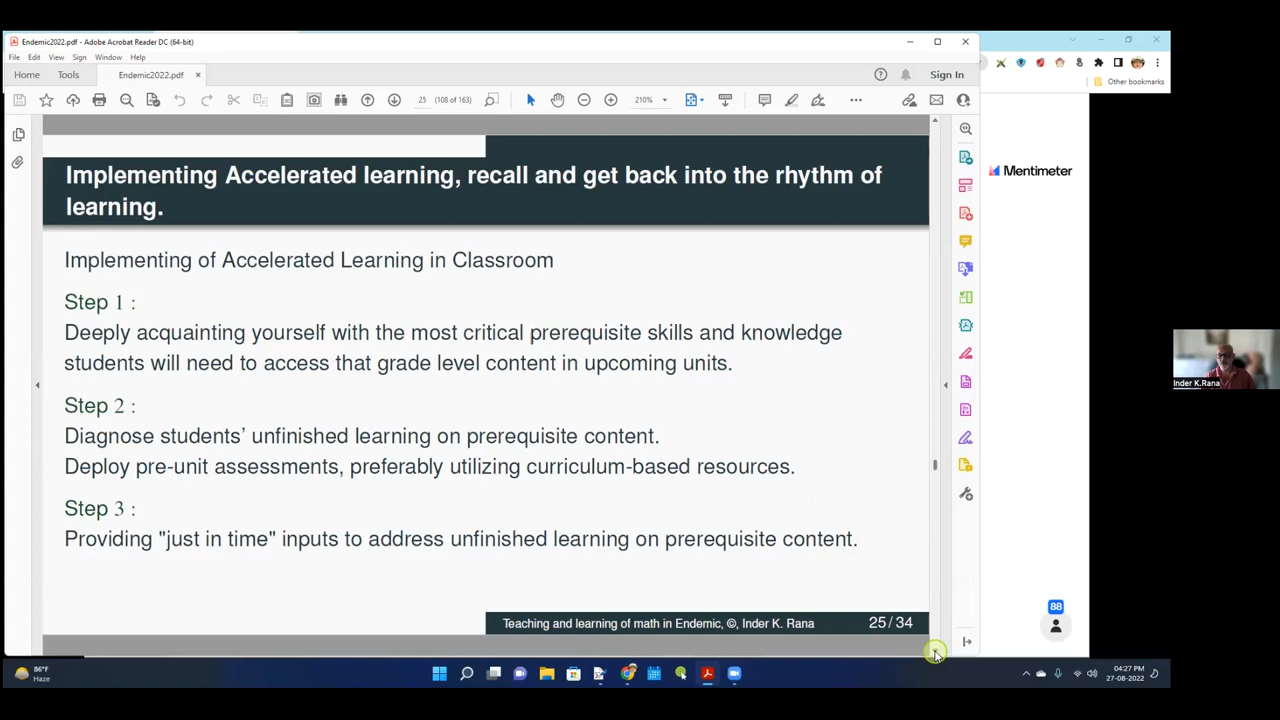 Endemic2022.pdf - Adobe Acrobat Reader DC (64-bit)
File Edit View Sign Window Help
Other bookmarks
Home Tools Endemic2022.pdf × Sign In
25 (108 of 163) 210%
Implementing Accelerated learning, recall and get back into the rhythm of
learning.
Mentimeter
Implementing of Accelerated Learning in Classroom
Step 1 :
Deeply acquainting yourself with the most critical prerequisite skills and knowledge
students will need to access that grade level content in upcoming units.
Inder K.Rana
Step 2 :
Diagnose students' unfinished learning on prerequisite content.
Deploy pre-unit assessments, preferably utilizing curriculum-based resources.
Step 3 :
Providing "just in time" inputs to address unfinished learning on prerequisite content.
88
Teaching and learning of math in Endemic, ©, Inder K. Rana 25 / 34
86°F
Haze
04:27 PM
27-08-2022